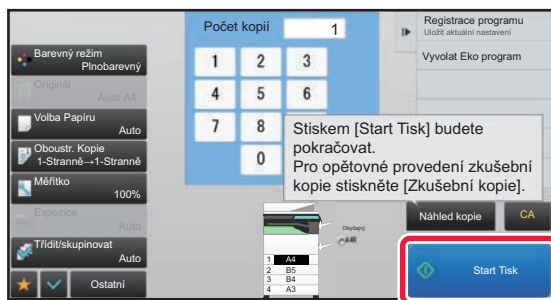 Počet kopií
1
Registrace programu
Uložit aktuální nastavení
Vyvolat Eko program
Barevný režim
Plnobarevný
Originál
Auto A4
Volba Papíru
Auto
Oboustr. Kopie
1-Stranně→1-Stranně
Měřítko
100%
Expozice
Auto
Třídit/skupinovat
Auto
Ostatní
1 2 3
4 5 6
7 8
0
Stiskem [Start Tisk] budete
pokračovat.
Pro opětovné provedení zkušební
kopie stiskněte [Zkušební kopie].
Obyčejný
A4R
1 A4
2 B5
3 B4
4 A3
Náhled kopie
CA
Start Tisk